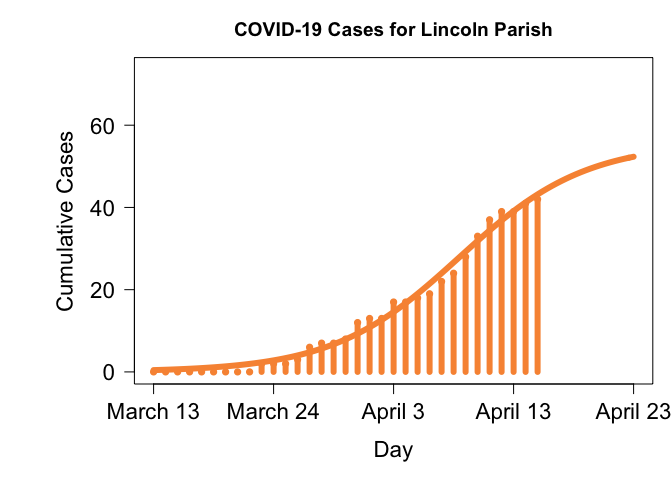 COVID-19 Cases for Lincoln Parish
Cumulative Cases
60
40
20
0
March 13 March 24 April 3 April 13 April 23
Day